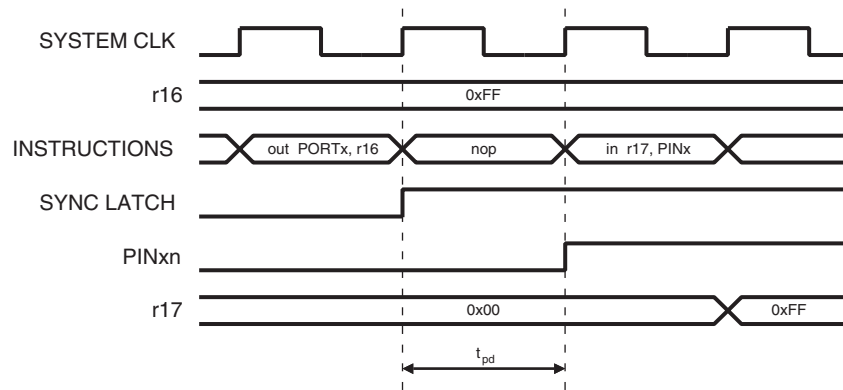 SYSTEM CLK
r16
0xFF
INSTRUCTIONS
out PORTx, r16
nop
in r17, PINx
SYNC LATCH
PINxn
r17
0x00
0xFF
tpd